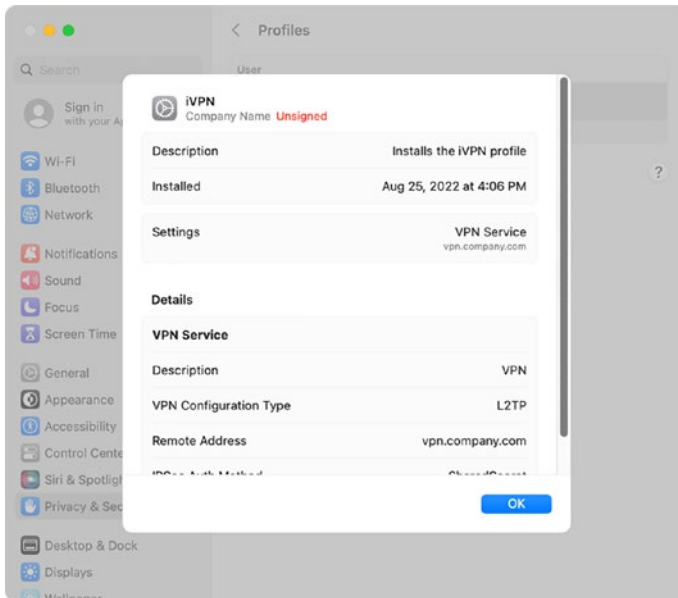 Profiles
Search
User
Sign in
with your
Wi-Fi
Bluetooth
Network
Notifications
Sound
Focus
Screen Time
General
Appearance
Accessibility
Control Cente
Siri & Spotligh
Privacy & Sec
Desktop & Dock
Displays
iVPN
Company Name Unsigned
Description Installs the iVPN profile
Installed Aug 25, 2022 at 4:06 PM
Settings VPN Service
vpn.company.com
Details
VPN Service
Description VPN
VPN Configuration Type L2TP
Remote Address vpn.company.com
OK
?